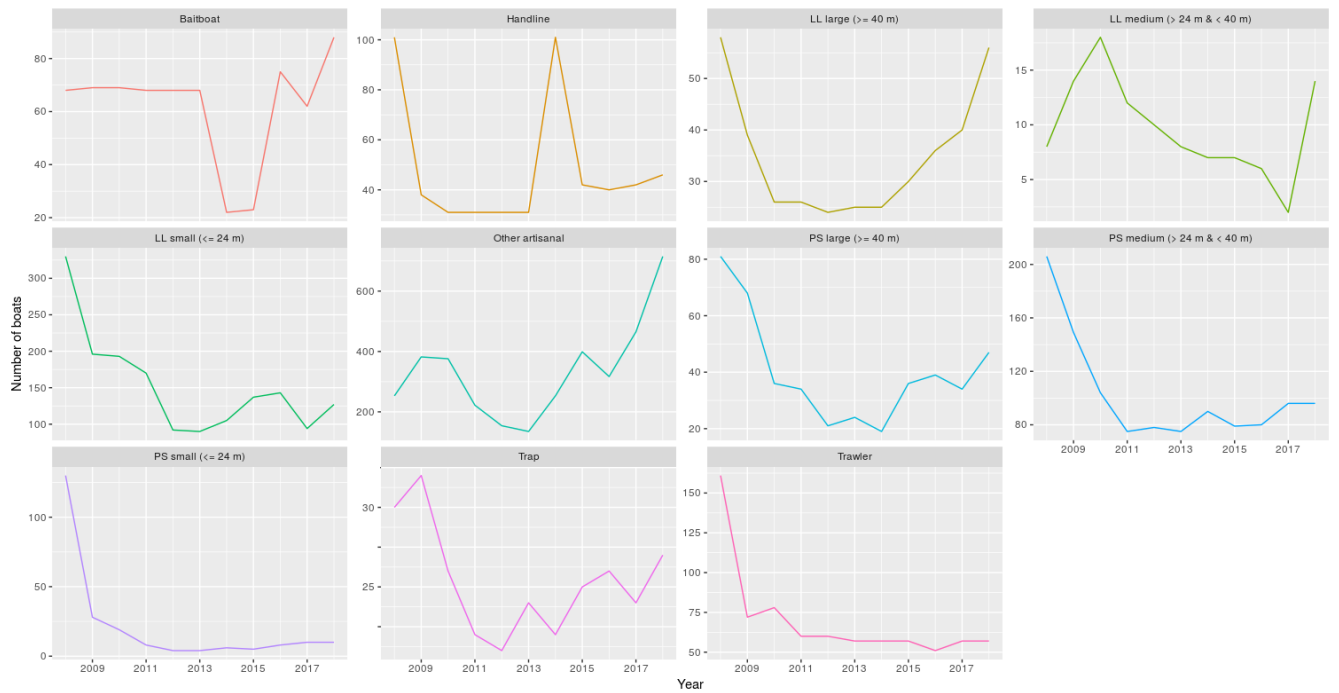 Baitboat
Handline
LL large (>= 40 m)
LL medium (> 24 m & < 40 m)
80
60
40
20
100
80
60
40
50
40
30
15
10
5
LL small (<= 24 m)
Other artisanal
PS large (>= 40 m)
PS medium (> 24 m & < 40 m)
Number of boats
300
250
200
150
100
600
400
200
80
60
40
20
200
160
120
80
2009 2011 2013 2015 2017
PS small (<= 24 m)
Trap
Trawler
100
50
0
30
25
150
125
100
75
50
2009 2011 2013 2015 2017
2009 2011 2013 2015 2017
2009 2011 2013 2015 2017
Year